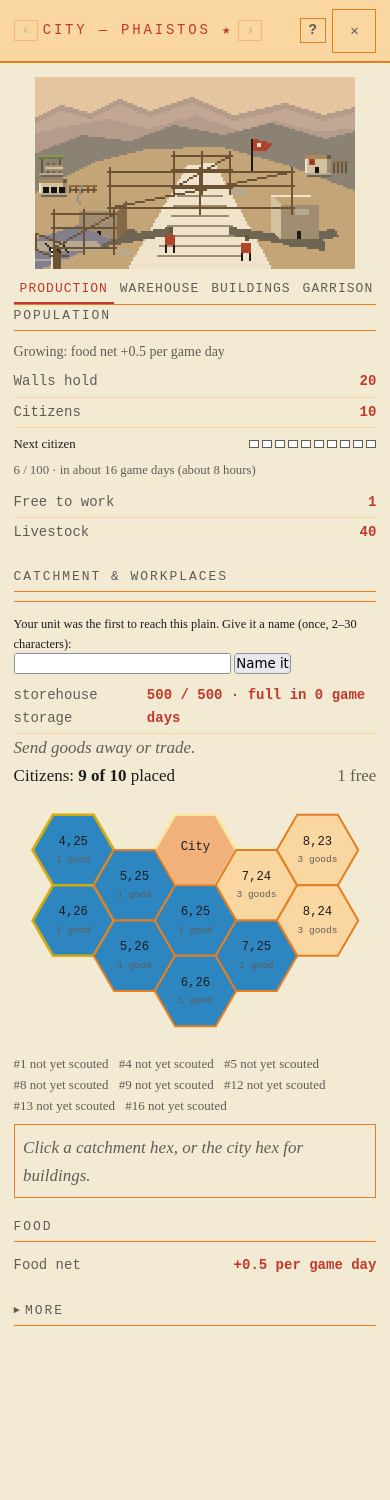 ‹ CITY — PHAISTOS ★ › ? ×
PRODUCTION WAREHOUSE BUILDINGS GARRISON
POPULATION
Growing: food net +0.5 per game day
Walls hold 20
Citizens 10
Next citizen
6 / 100 · in about 16 game days (about 8 hours)
Free to work 1
Livestock 40
CATCHMENT & WORKPLACES
Your unit was the first to reach this plain. Give it a name (once, 2–30
characters):
Name it
storehouse 500 / 500 · full in 0 game
storage days
Send goods away or trade.
Citizens: 9 of 10 placed 1 free
4,25
1 good
City
8,23
3 goods
5,25
1 good
7,24
3 goods
4,26
1 good
6,25
1 good
8,24
3 goods
5,26
1 good
7,25
1 good
6,26
1 good
#1 not yet scouted #4 not yet scouted #5 not yet scouted
#8 not yet scouted #9 not yet scouted #12 not yet scouted
#13 not yet scouted #16 not yet scouted
Click a catchment hex, or the city hex for
buildings.
FOOD
Food net +0.5 per game day
▸ MORE